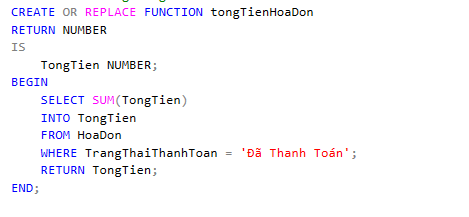 CREATE OR REPLACE FUNCTION tongTienHoaDon
RETURN NUMBER
IS
    TongTien NUMBER;
BEGIN
    SELECT SUM(TongTien)
    INTO TongTien
    FROM HoaDon
    WHERE TrangThaiThanhToan = 'Đã Thanh Toán';
    RETURN TongTien;
END;